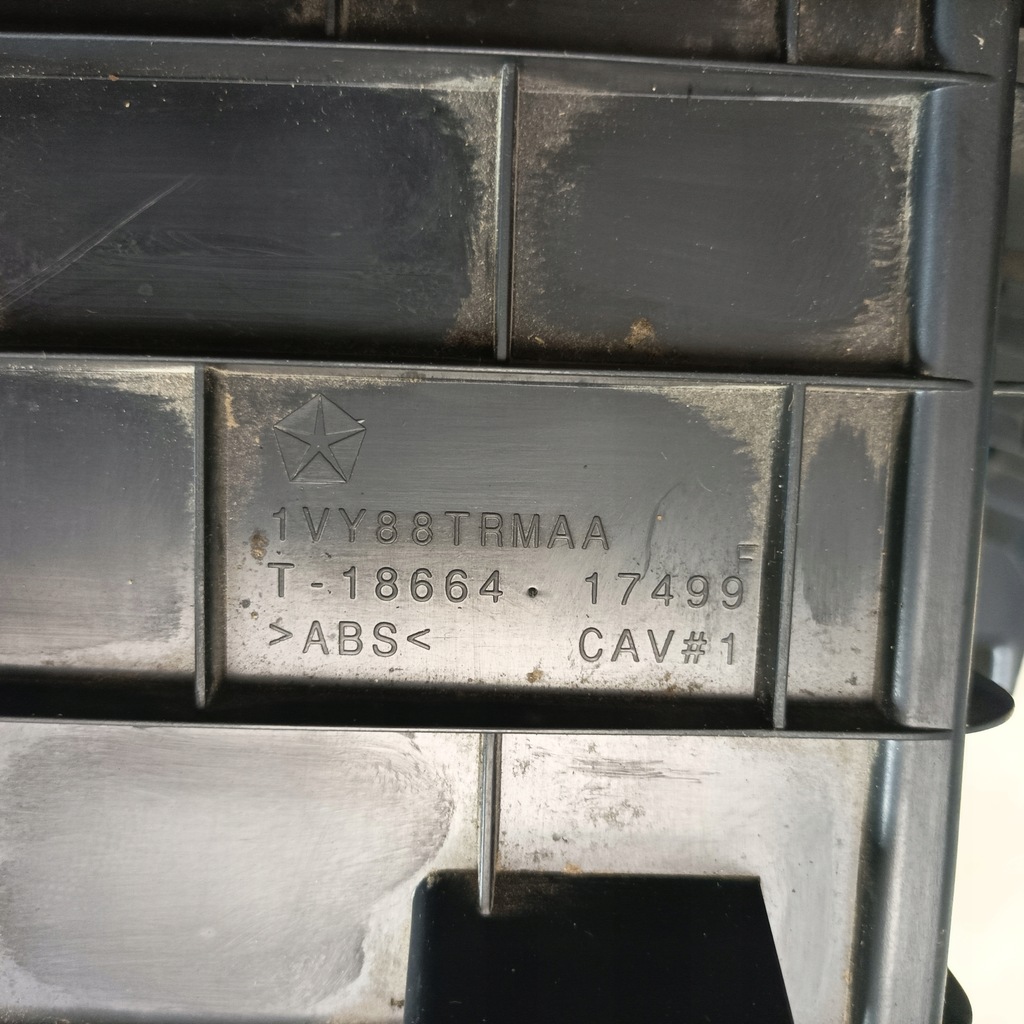 1VY88TRMAA
F
T-18664. 17499
>ABS< CAV#1